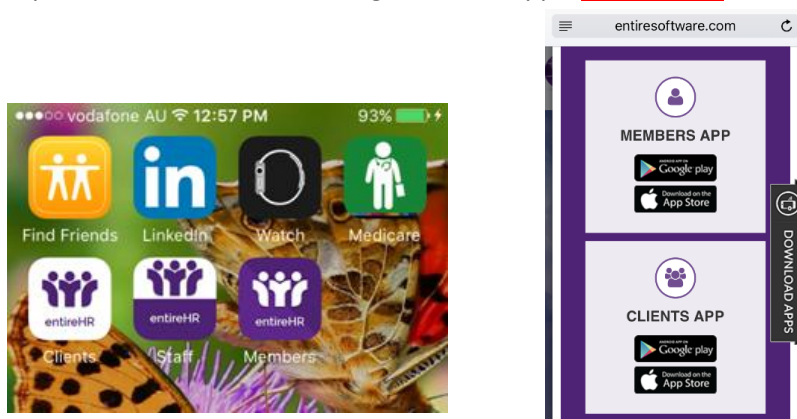 entiresoftware.com
vodafone AU 12:57 PM 93%
Find Friends
in
LinkedIn
Watch
Medicare
entireHR
Clients
entireHR
Staff
entireHR
Members
MEMBERS APP
ANDROID APP ON
Google play
Download on the
App Store
CLIENTS APP
ANDROID APP ON
Google play
Download on the
App Store
DOWNLOAD APPS